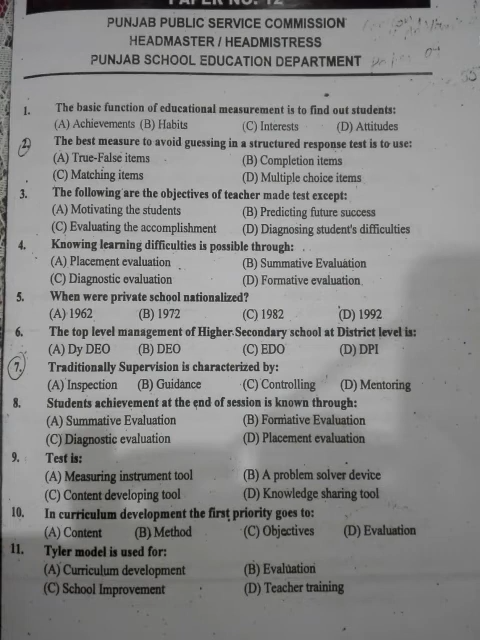 PAPER NO. 12
PUNJAB PUBLIC SERVICE COMMISSION
HEADMASTER / HEADMISTRESS
PUNJAB SCHOOL EDUCATION DEPARTMENT
1. The basic function of educational measurement is to find out students:
(A) Achievements (B) Habits (C) Interests (D) Attitudes
2. The best measure to avoid guessing in a structured response test is to use:
(A) True-False items (B) Completion items
(C) Matching items (D) Multiple choice items
3. The following are the objectives of teacher made test except:
(A) Motivating the students (B) Predicting future success
(C) Evaluating the accomplishment (D) Diagnosing student's difficulties
4. Knowing learning difficulties is possible through:
(A) Placement evaluation (B) Summative Evaluation
(C) Diagnostic evaluation (D) Formative evaluation
5. When were private school nationalized?
(A) 1962 (B) 1972 (C) 1982 (D) 1992
6. The top level management of Higher Secondary school at District level is:
(A) Dy DEO (B) DEO (C) EDO (D) DPI
7. Traditionally Supervision is characterized by:
(A) Inspection (B) Guidance (C) Controlling (D) Mentoring
8. Students achievement at the end of session is known through:
(A) Summative Evaluation (B) Formative Evaluation
(C) Diagnostic evaluation (D) Placement evaluation
9. Test is:
(A) Measuring instrument tool (B) A problem solver device
(C) Content developing tool (D) Knowledge sharing tool
10. In curriculum development the first priority goes to:
(A) Content (B) Method (C) Objectives (D) Evaluation
11. Tyler model is used for:
(A) Curriculum development (B) Evaluation
(C) School Improvement (D) Teacher training